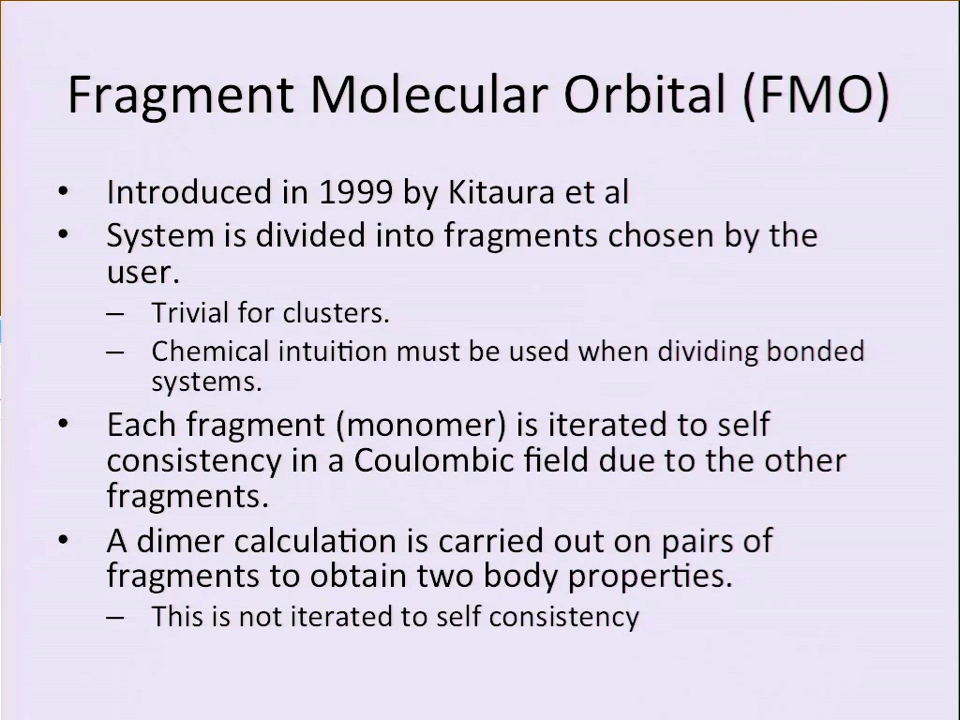 Fragment Molecular Orbital (FMO)
• Introduced in 1999 by Kitaura et al
• System is divided into fragments chosen by the
user.
– Trivial for clusters.
– Chemical intuition must be used when dividing bonded
systems.
• Each fragment (monomer) is iterated to self
consistency in a Coulombic field due to the other
fragments.
• A dimer calculation is carried out on pairs of
fragments to obtain two body properties.
– This is not iterated to self consistency